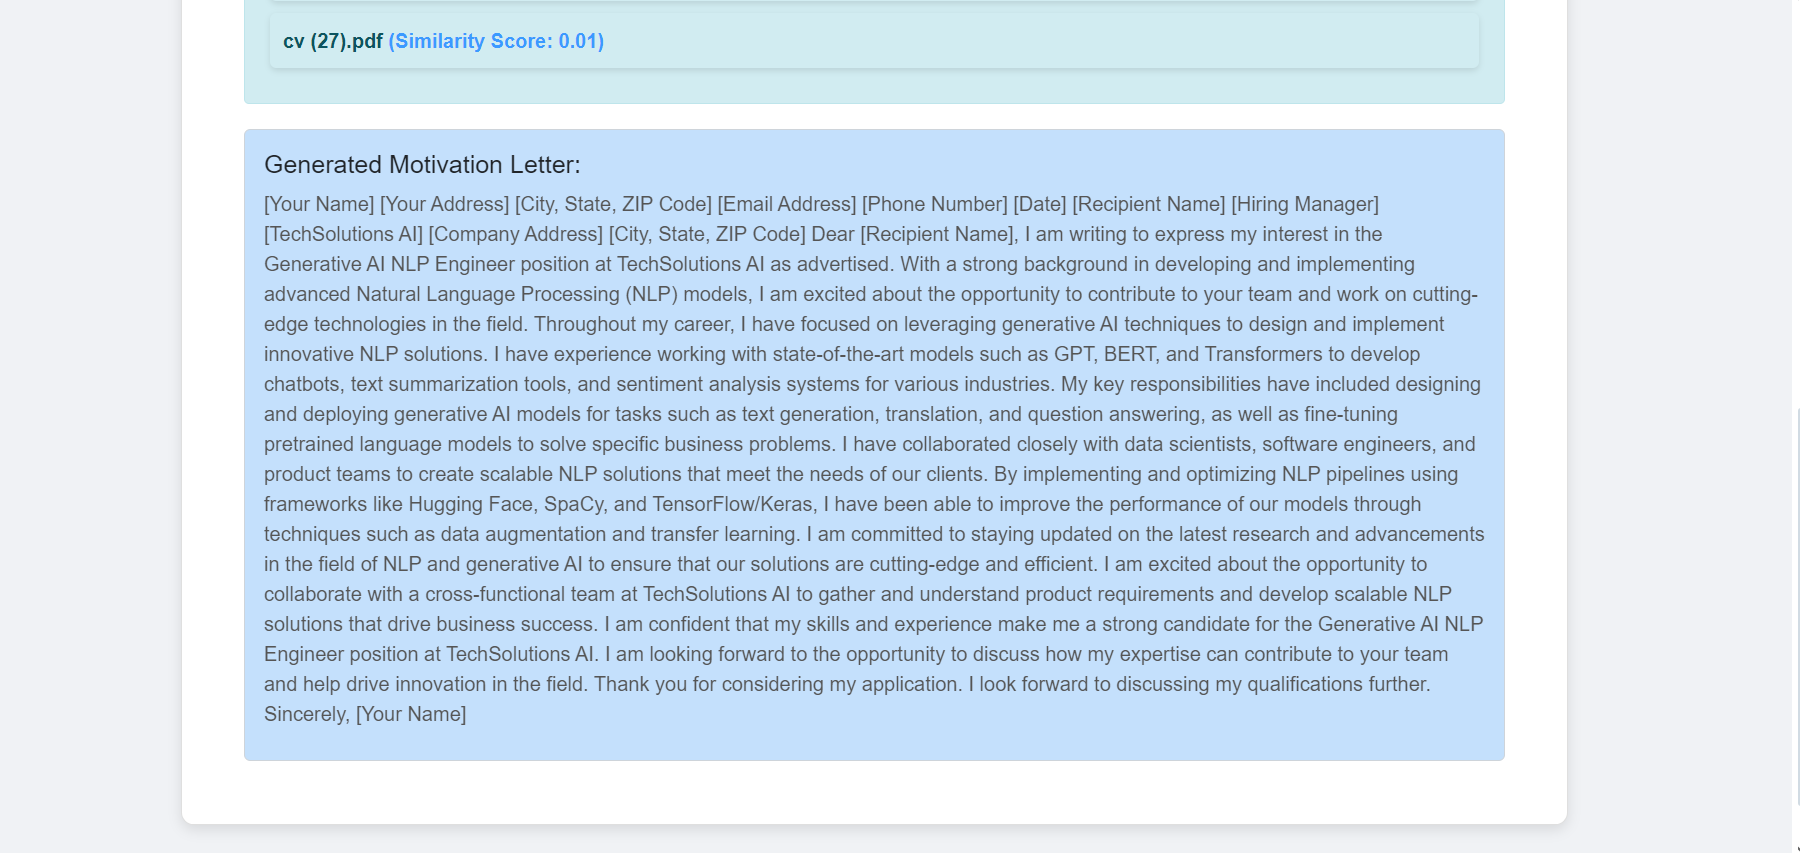 cv (27).pdf (Similarity Score: 0.01)
Generated Motivation Letter:
[Your Name] [Your Address] [City, State, ZIP Code] [Email Address] [Phone Number] [Date] [Recipient Name] [Hiring Manager]
[TechSolutions AI] [Company Address] [City, State, ZIP Code] Dear [Recipient Name], I am writing to express my interest in the
Generative AI NLP Engineer position at TechSolutions AI as advertised. With a strong background in developing and implementing
advanced Natural Language Processing (NLP) models, I am excited about the opportunity to contribute to your team and work on cutting-
edge technologies in the field. Throughout my career, I have focused on leveraging generative AI techniques to design and implement
innovative NLP solutions. I have experience working with state-of-the-art models such as GPT, BERT, and Transformers to develop
chatbots, text summarization tools, and sentiment analysis systems for various industries. My key responsibilities have included designing
and deploying generative AI models for tasks such as text generation, translation, and question answering, as well as fine-tuning
pretrained language models to solve specific business problems. I have collaborated closely with data scientists, software engineers, and
product teams to create scalable NLP solutions that meet the needs of our clients. By implementing and optimizing NLP pipelines using
frameworks like Hugging Face, SpaCy, and TensorFlow/Keras, I have been able to improve the performance of our models through
techniques such as data augmentation and transfer learning. I am committed to staying updated on the latest research and advancements
in the field of NLP and generative AI to ensure that our solutions are cutting-edge and efficient. I am excited about the opportunity to
collaborate with a cross-functional team at TechSolutions AI to gather and understand product requirements and develop scalable NLP
solutions that drive business success. I am confident that my skills and experience make me a strong candidate for the Generative AI NLP
Engineer position at TechSolutions AI. I am looking forward to the opportunity to discuss how my expertise can contribute to your team
and help drive innovation in the field. Thank you for considering my application. I look forward to discussing my qualifications further.
Sincerely, [Your Name]